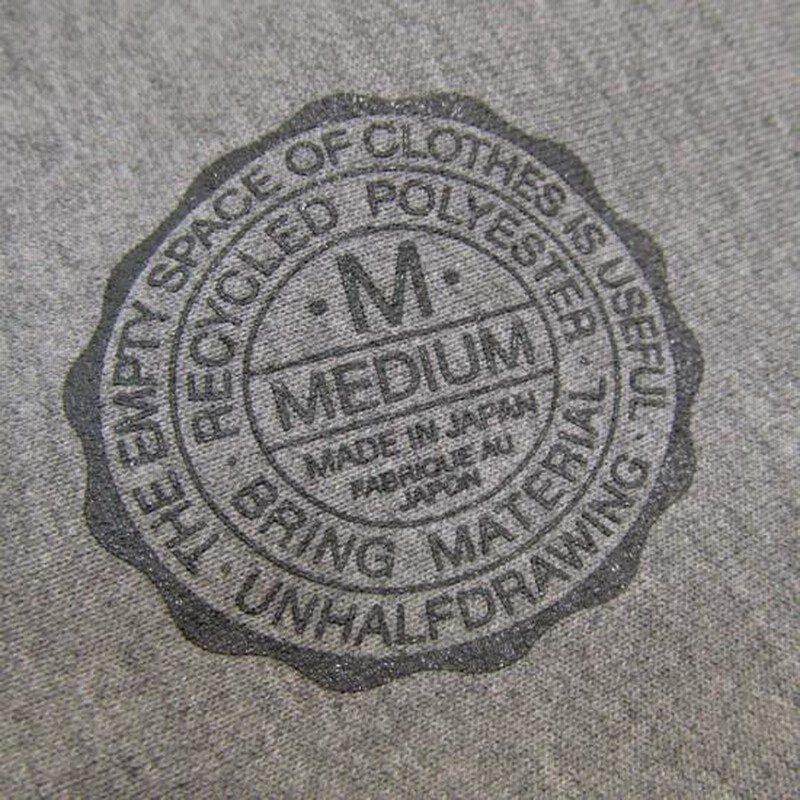 THE EMPTY SPACE OF CLOTHES IS USEFUL · UNHALFDRAWING ·
RECYCLED POLYESTER · BRING MATERIAL ·
· M ·
MEDIUM
MADE IN JAPAN
FABRIQUE AU
JAPON